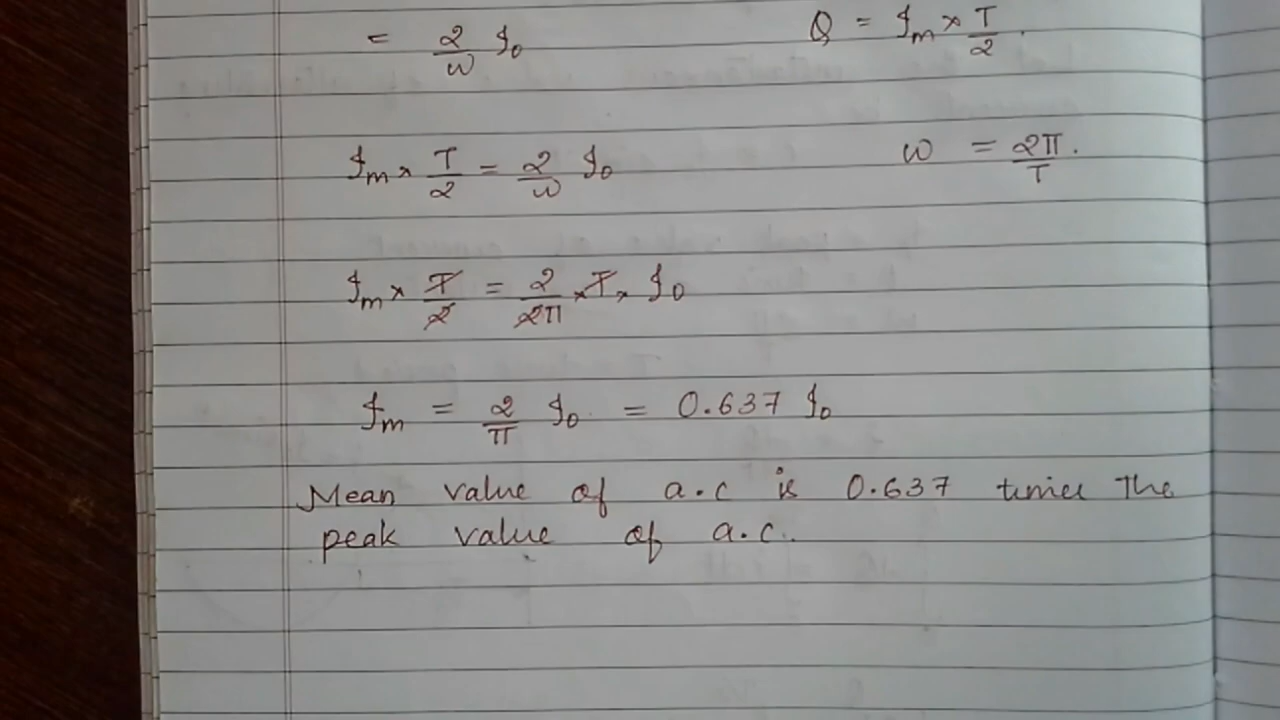 = 2/ω I₀ Q = Iₘ × T/2.
Iₘ × T/2 = 2/ω I₀ ω = 2π/T.
Iₘ × T/2 = 2/2π × T × I₀
Iₘ = 2/π I₀ = 0.637 I₀
Mean value of a.c is 0.637 times the
peak value of a.c.